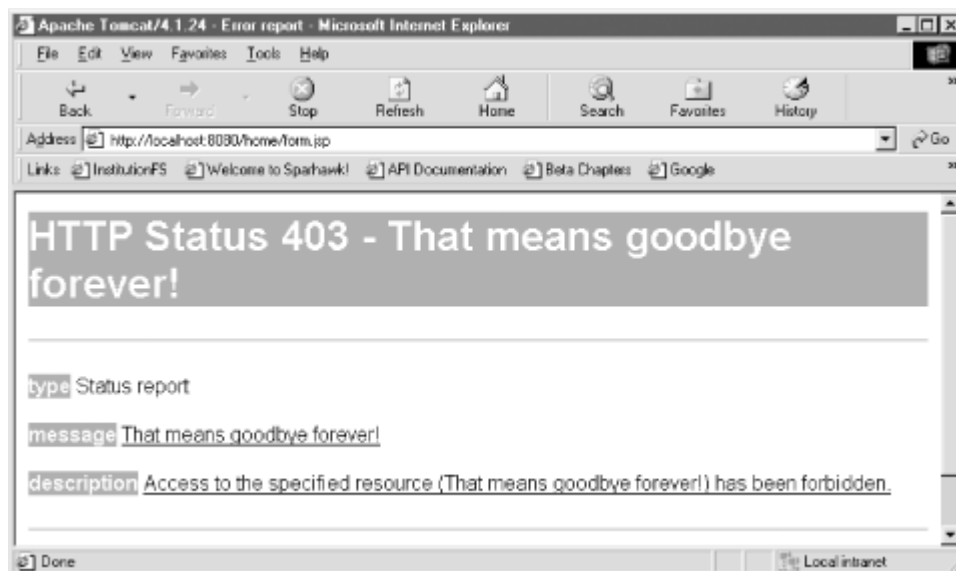 Apache Tomcat/4.1.24 - Error report - Microsoft Internet Explorer
File Edit View Favorites Tools Help
Back Forward Stop Refresh Home Search Favorites History »
Address http://localhost:8080/home/form.jsp Go
Links InstitutionFS Welcome to Sparhawk! API Documentation Beta Chapters Google »
HTTP Status 403 - That means goodbye
forever!
type Status report
message That means goodbye forever!
description Access to the specified resource (That means goodbye forever!) has been forbidden.
Done Local intranet